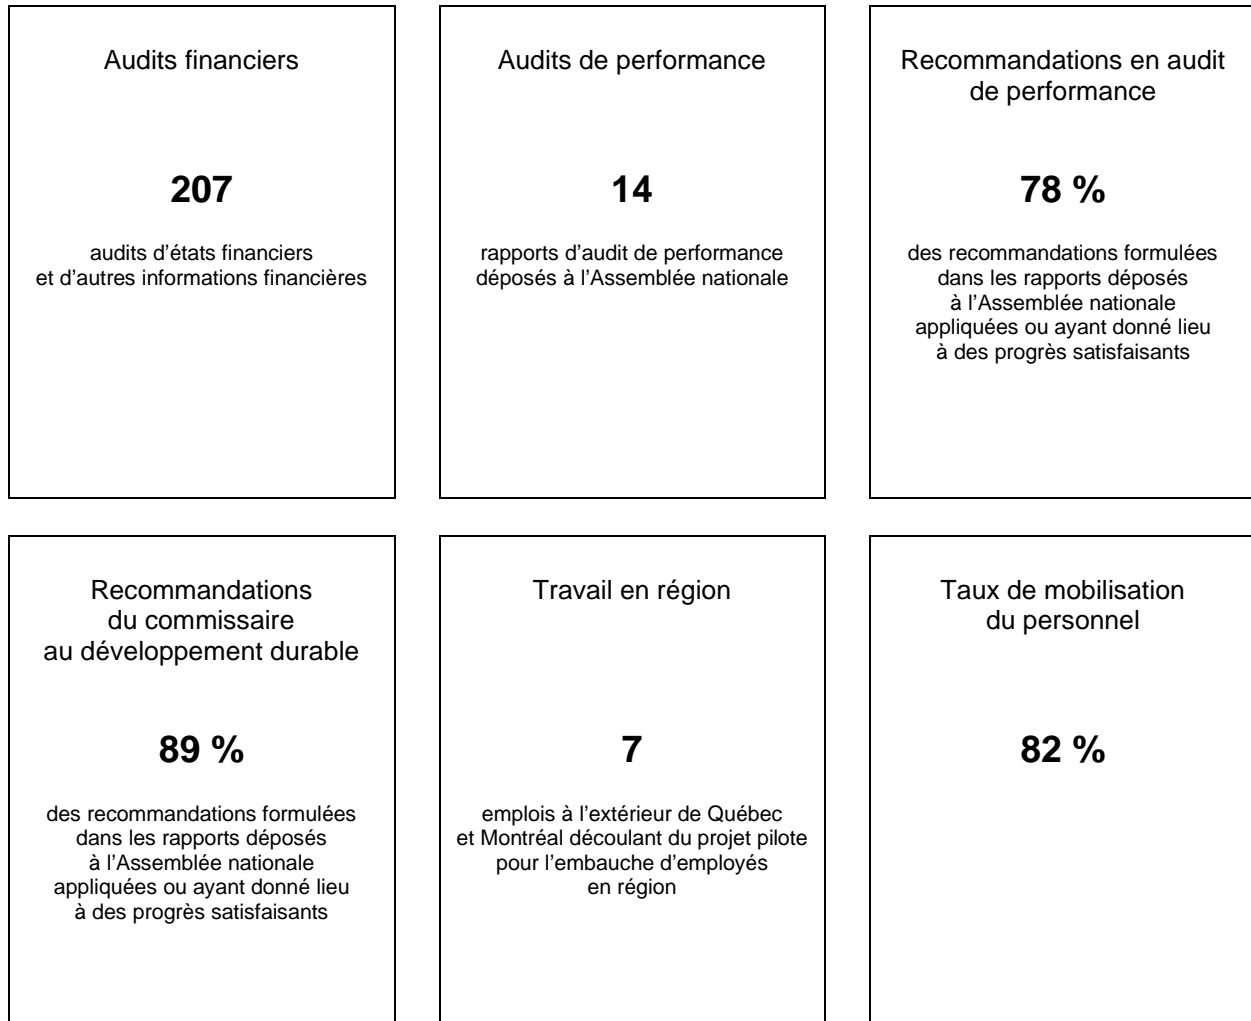 Audits financiers
207
audits d’états financiers
et d’autres informations financières
Audits de performance
14
rapports d’audit de performance
déposés à l’Assemblée nationale
Recommandations en audit
de performance
78 %
des recommandations formulées
dans les rapports déposés
à l’Assemblée nationale
appliquées ou ayant donné lieu
à des progrès satisfaisants
Recommandations
du commissaire
au développement durable
89 %
des recommandations formulées
dans les rapports déposés
à l’Assemblée nationale
appliquées ou ayant donné lieu
à des progrès satisfaisants
Travail en région
7
emplois à l’extérieur de Québec
et Montréal découlant du projet pilote
pour l’embauche d’employés
en région
Taux de mobilisation
du personnel
82 %